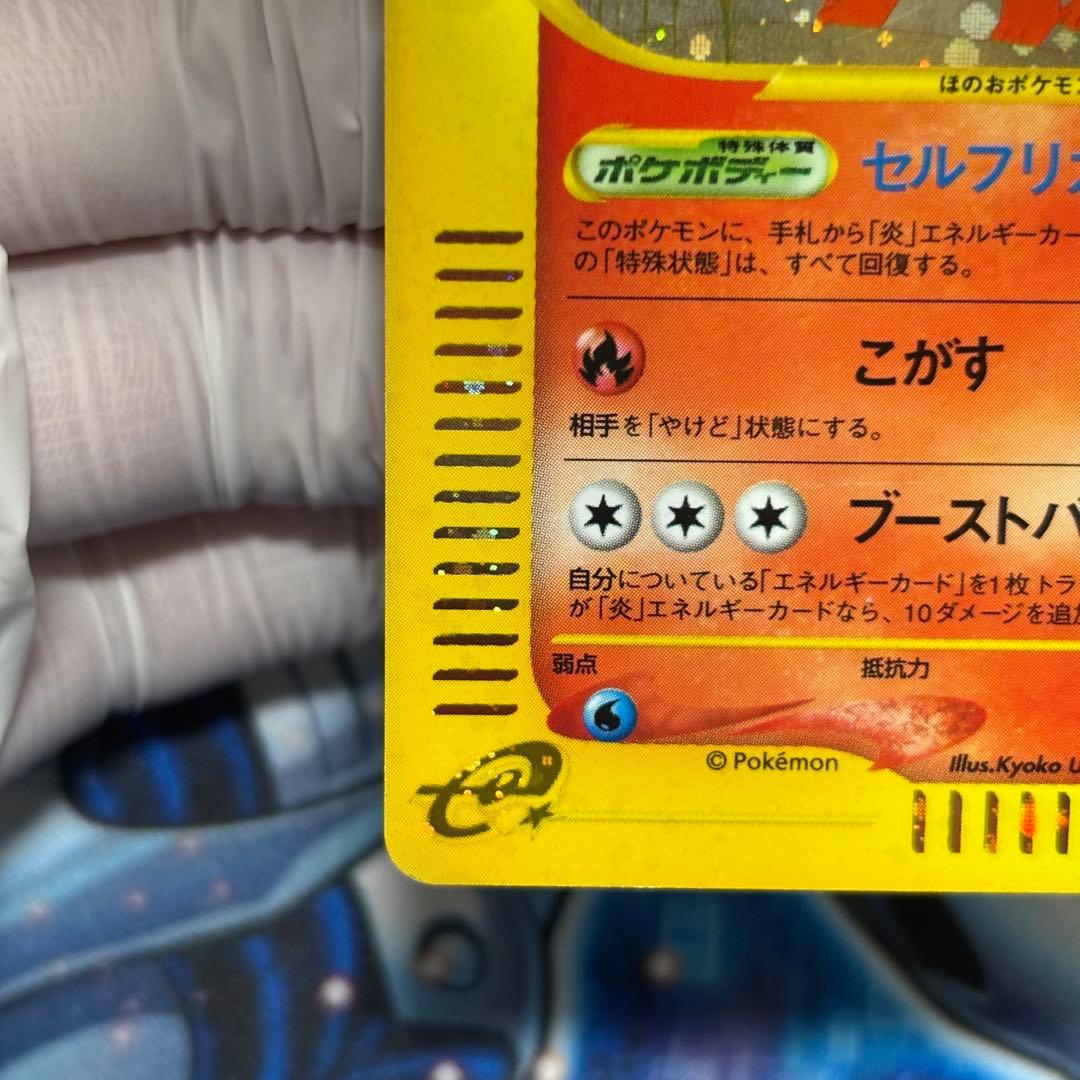 ほのおポケモン
特殊体質
ポケボディー
セルフリカ
このポケモンに、手札から「炎」エネルギーカー
の「特殊状態」は、すべて回復する。
こがす
相手を「やけど」状態にする。
ブーストバ
自分についている「エネルギーカード」を1枚トラ
が「炎」エネルギーカードなら、10ダメージを追加
弱点
抵抗力
© Pokémon
Illus.Kyoko U
e